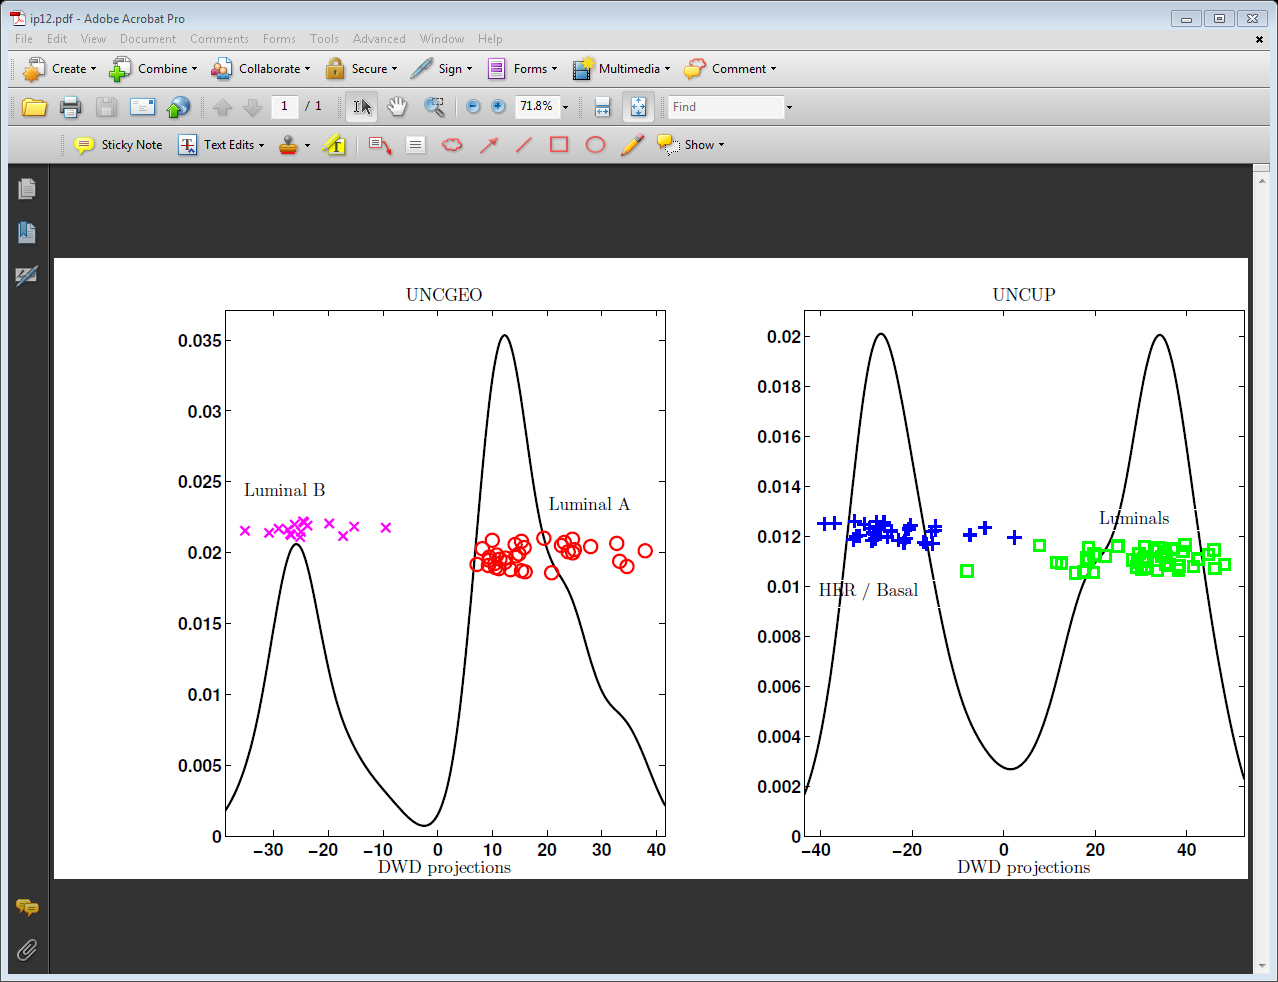 ip12.pdf - Adobe Acrobat Pro
File Edit View Document Comments Forms Tools Advanced Window Help
Create Combine Collaborate Secure Sign Forms Multimedia Comment
1 / 1 71.8% Find
Sticky Note Text Edits Show
UNCGEO
0.035
0.03
0.025
0.02
0.015
0.01
0.005
0
Luminal B
Luminal A
−30 −20 −10 0 10 20 30 40
DWD projections
UNCUP
0.02
0.018
0.016
0.014
0.012
0.01
0.008
0.006
0.004
0.002
0
Luminals
HER / Basal
−40 −20 0 20 40
DWD projections